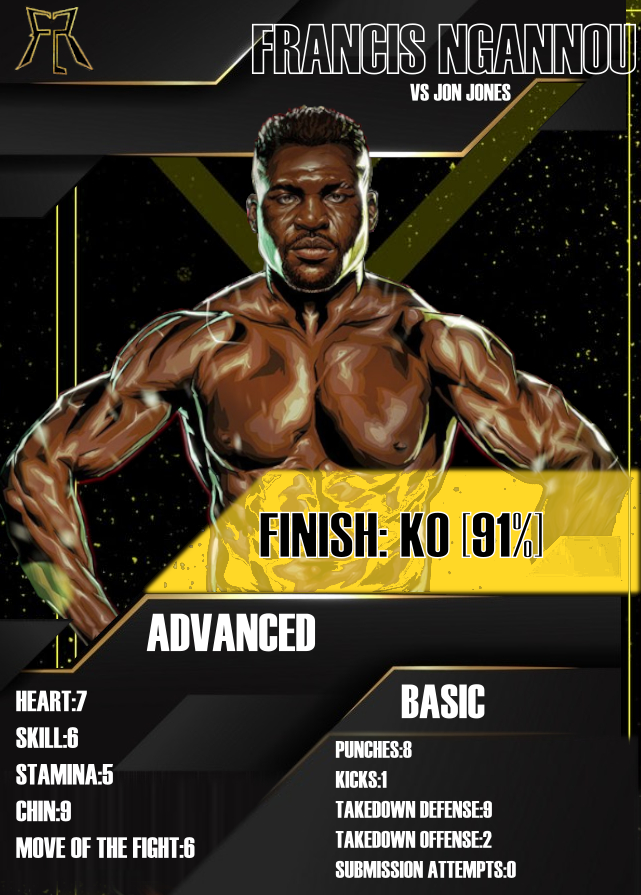 FRANCIS NGANNOU
VS JON JONES
FINISH: KO [91%]
ADVANCED
HEART:7
SKILL:6
STAMINA:5
CHIN:9
MOVE OF THE FIGHT:6
BASIC
PUNCHES:8
KICKS:1
TAKEDOWN DEFENSE:9
TAKEDOWN OFFENSE:2
SUBMISSION ATTEMPTS:0